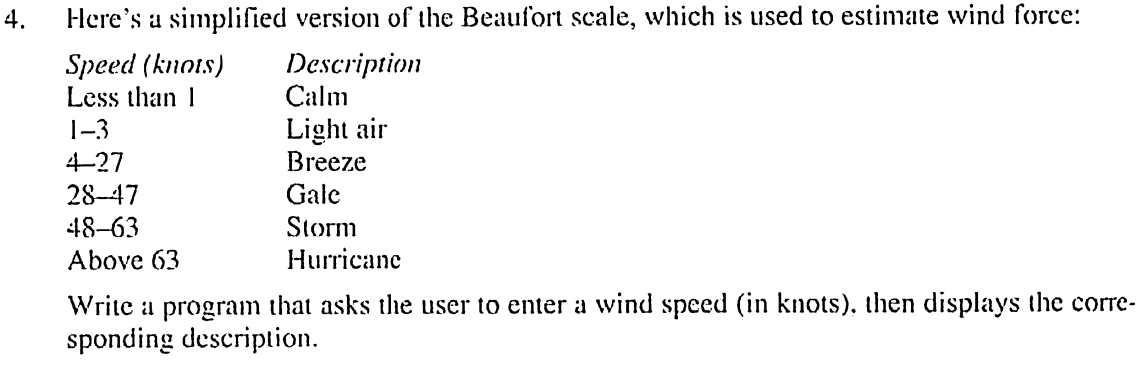 4. Here's a simplified version of the Beaufort scale, which is used to estimate wind force:
Speed (knots) Description
Less than 1 Calm
1–3 Light air
4–27 Breeze
28–47 Gale
48–63 Storm
Above 63 Hurricane
Write a program that asks the user to enter a wind speed (in knots), then displays the corre-
sponding description.